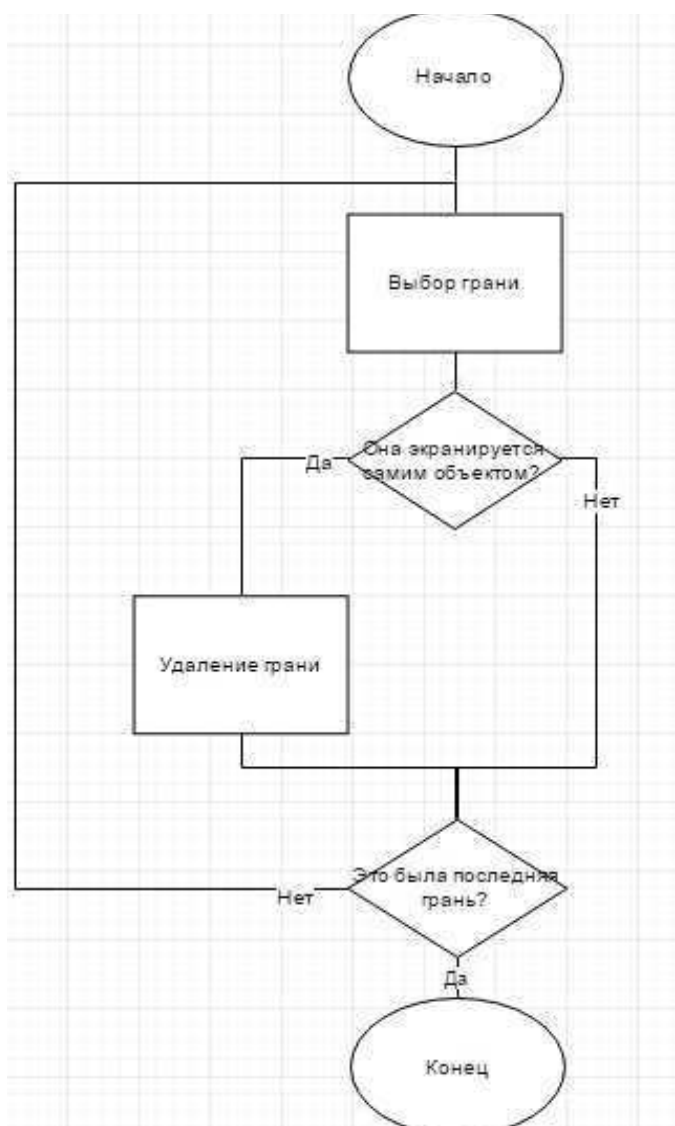 Начало
Выбор грани
Она экранируется
самим объектом?
Да
Нет
Удаление грани
Это была последняя
грань?
Нет
Да
Конец